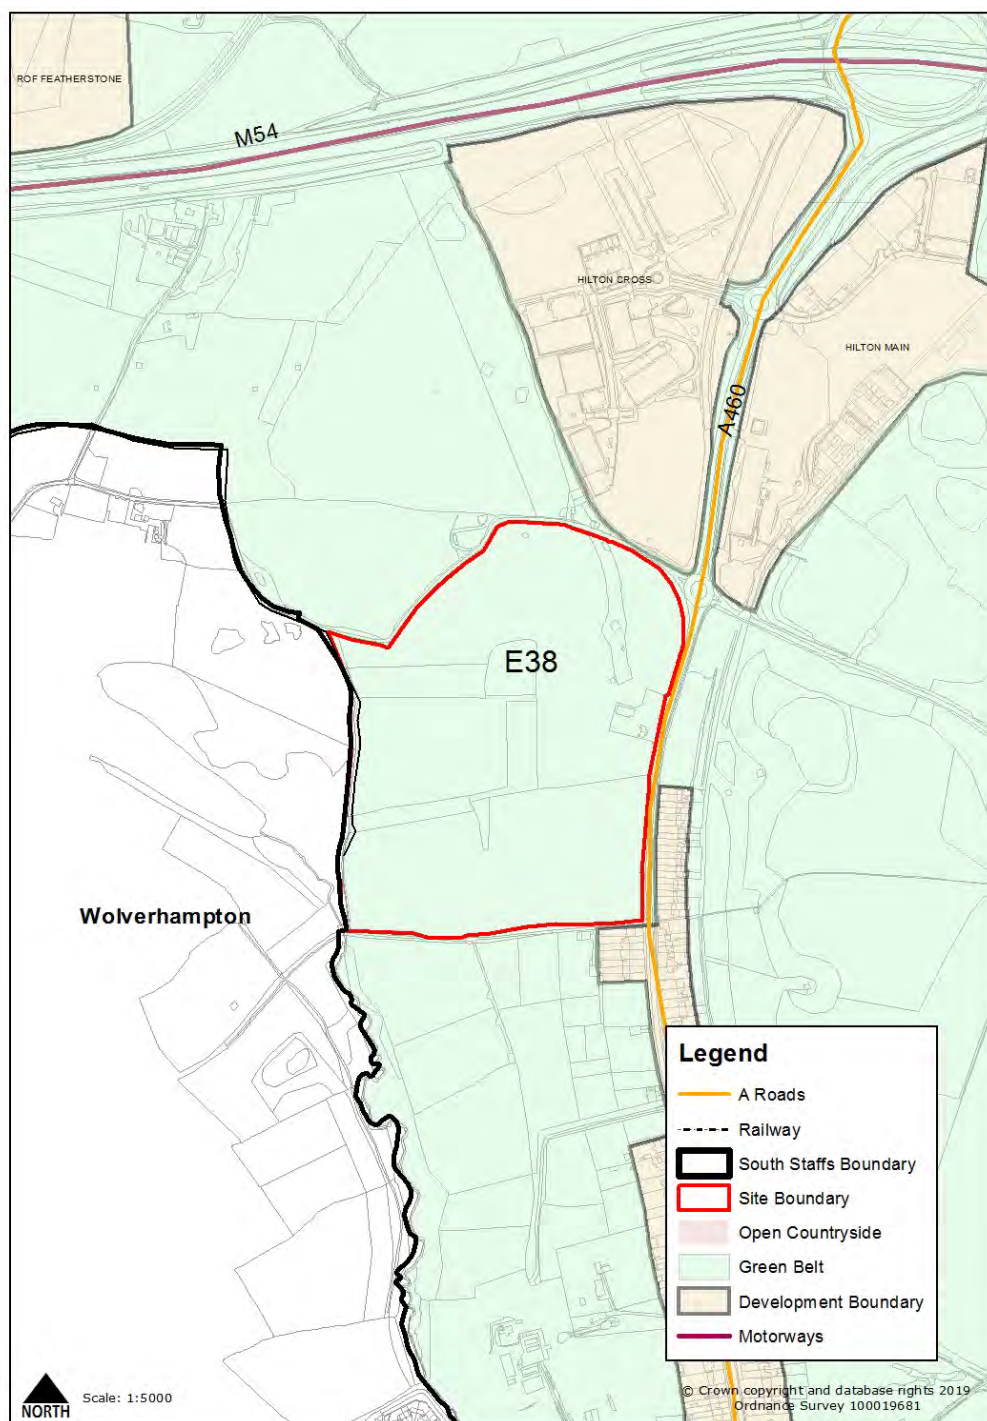 ROF FEATHERSTONE
M54
HILTON CROSS
HILTON MAIN
A460
E38
Wolverhampton
Legend
A Roads
Railway
South Staffs Boundary
Site Boundary
Open Countryside
Green Belt
Development Boundary
Motorways
NORTH
Scale: 1:5000
© Crown copyright and database rights 2019
Ordnance Survey 100019681